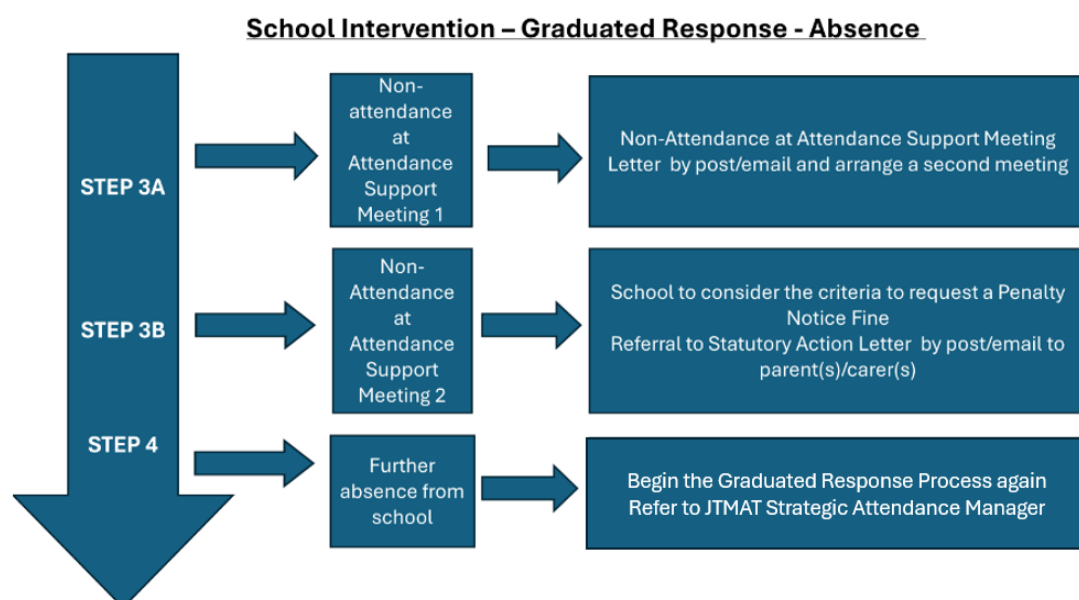 School Intervention – Graduated Response - Absence
STEP 3A
Non-
attendance
at
Attendance
Support
Meeting 1
Non-Attendance at Attendance Support Meeting
Letter by post/email and arrange a second meeting
STEP 3B
Non-
Attendance
at
Attendance
Support
Meeting 2
School to consider the criteria to request a Penalty
Notice Fine
Referral to Statutory Action Letter by post/email to
parent(s)/carer(s)
STEP 4
Further
absence from
school
Begin the Graduated Response Process again
Refer to JTMAT Strategic Attendance Manager